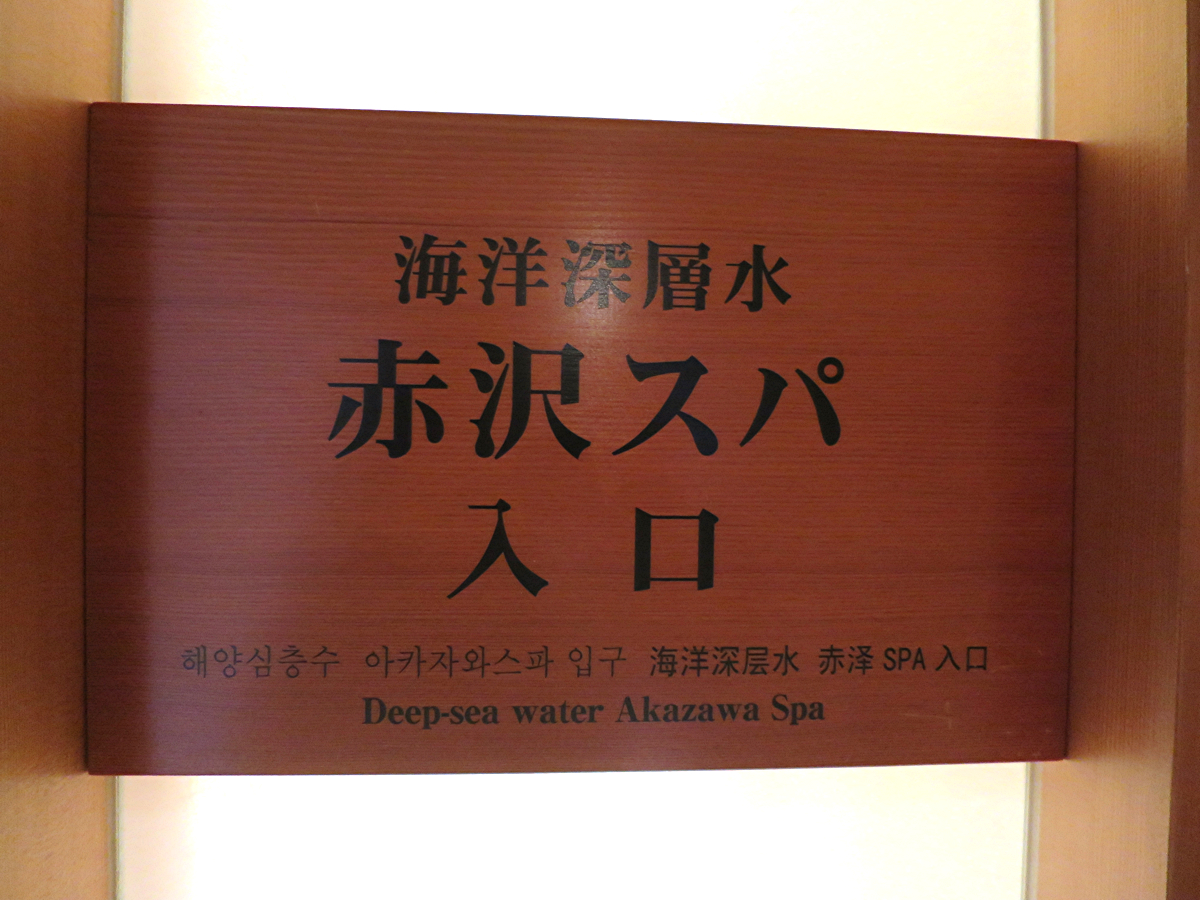 海洋深層水
赤沢スパ
入口
해양심층수 아카자와스파 입구 海洋深层水 赤泽 SPA 入口
Deep-sea water Akazawa Spa